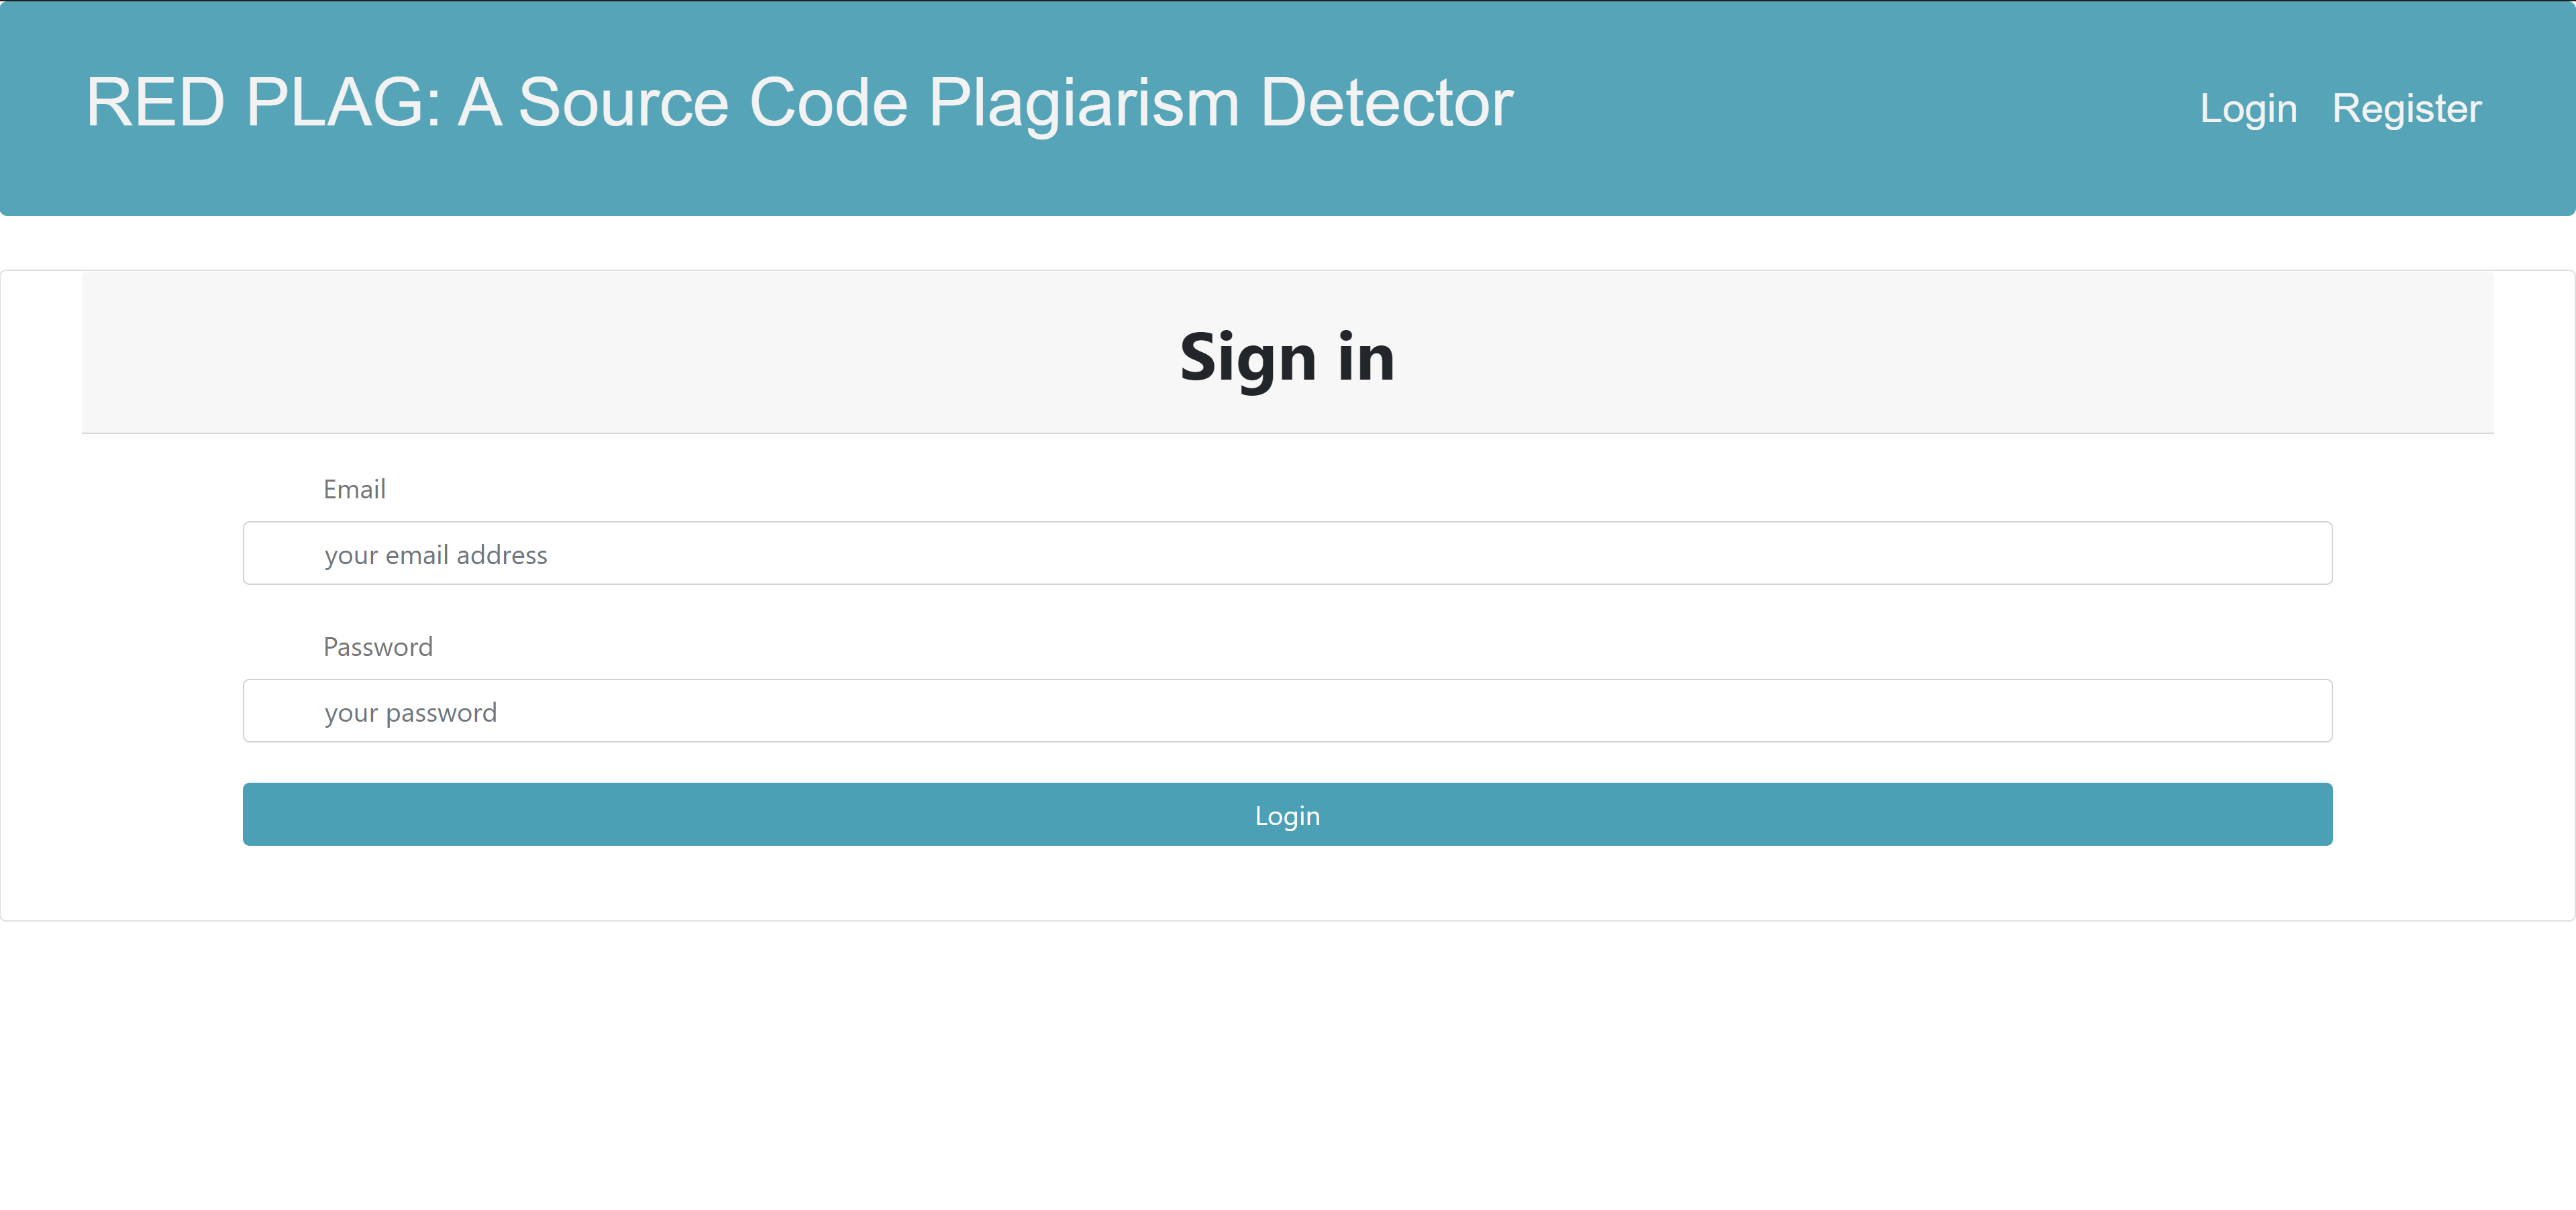 RED PLAG: A Source Code Plagiarism Detector
Login Register
Sign in
Email
your email address
Password
your password
Login